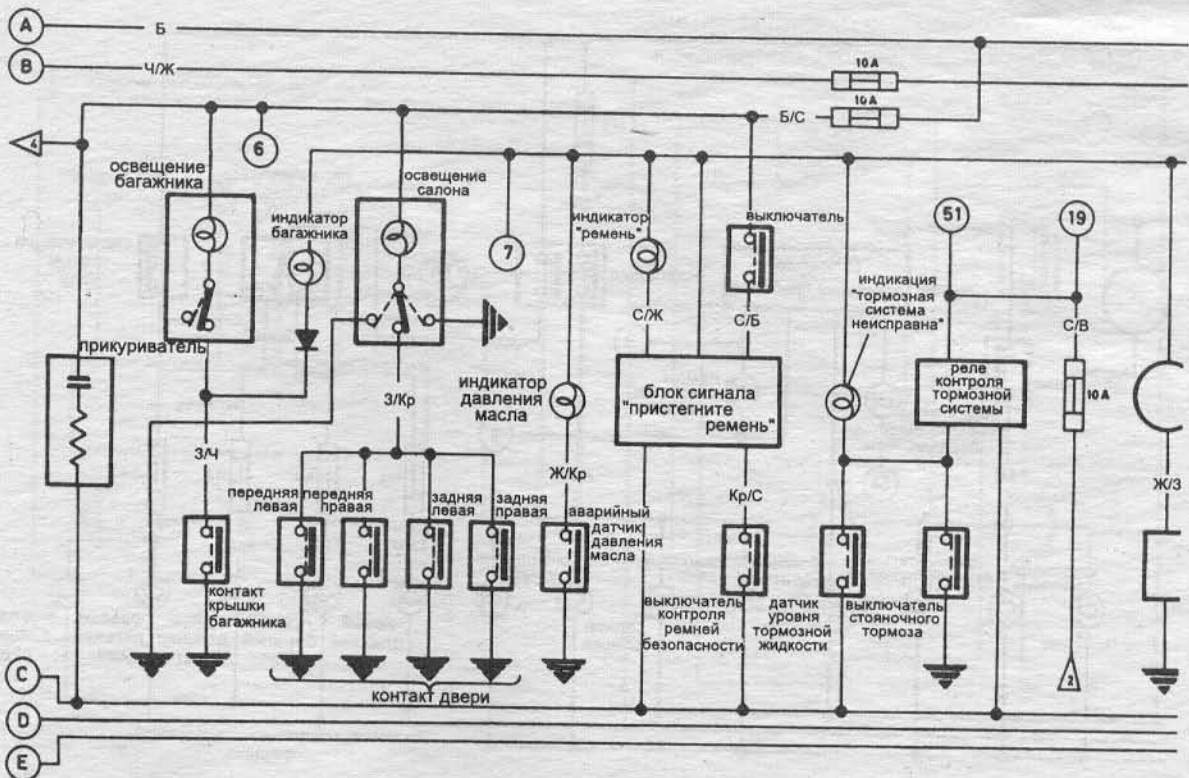 A
Б
B
Ч/Ж
10 А
10 А
Б/С
4
6
освещение
багажника
освещение
салона
индикатор
багажника
7
индикатор
"ремень"
выключатель
51
19
индикация
"тормозная
система
неисправна"
С/Ж
С/Б
С/В
прикуриватель
З/Кр
индикатор
давления
масла
блок сигнала
"пристегните
ремень"
реле
контроля
тормозной
системы
10 А
З/Ч
Ж/Кр
Кр/С
Ж/З
передняя
левая
передняя
правая
задняя
левая
задняя
правая
аварийный
датчик
давления
масла
контакт
крышки
багажника
выключатель
контроля
ремней
безопасности
датчик
уровня
тормозной
жидкости
выключатель
стояночного
тормоза
2
контакт двери
C
D
E